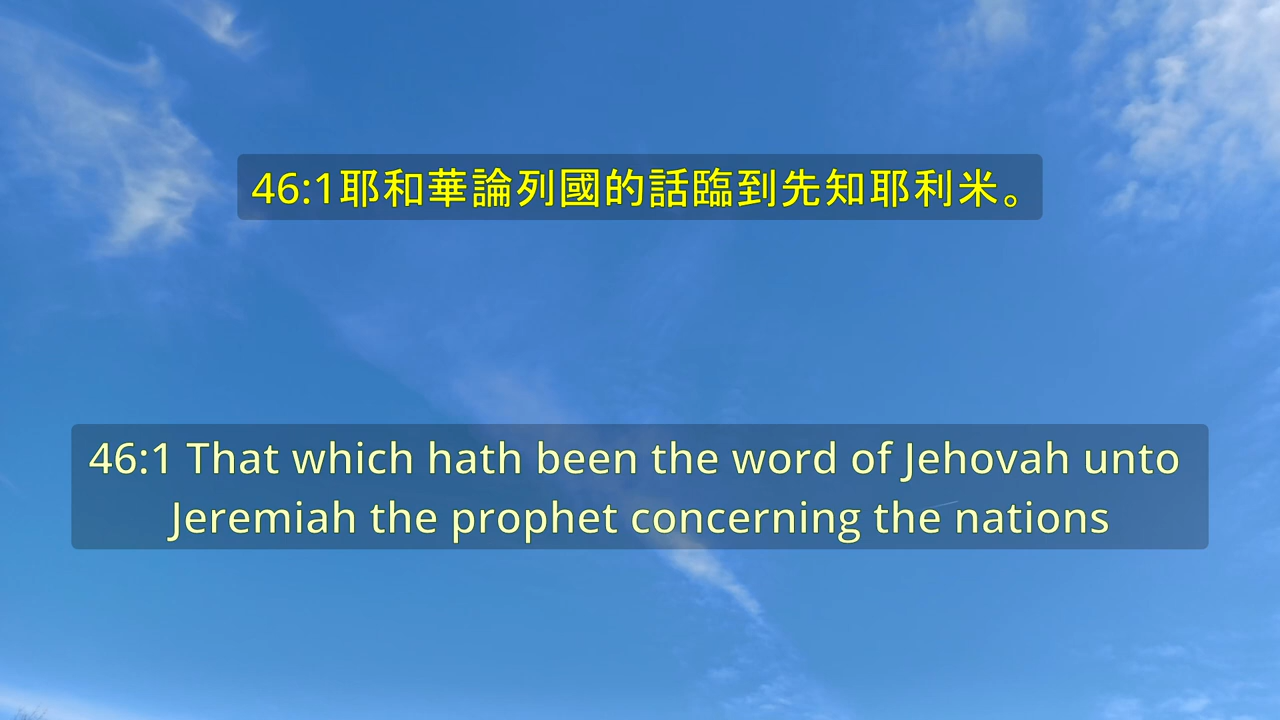 46:1耶和華論列國的話臨到先知耶利米。
46:1 That which hath been the word of Jehovah unto
Jeremiah the prophet concerning the nations